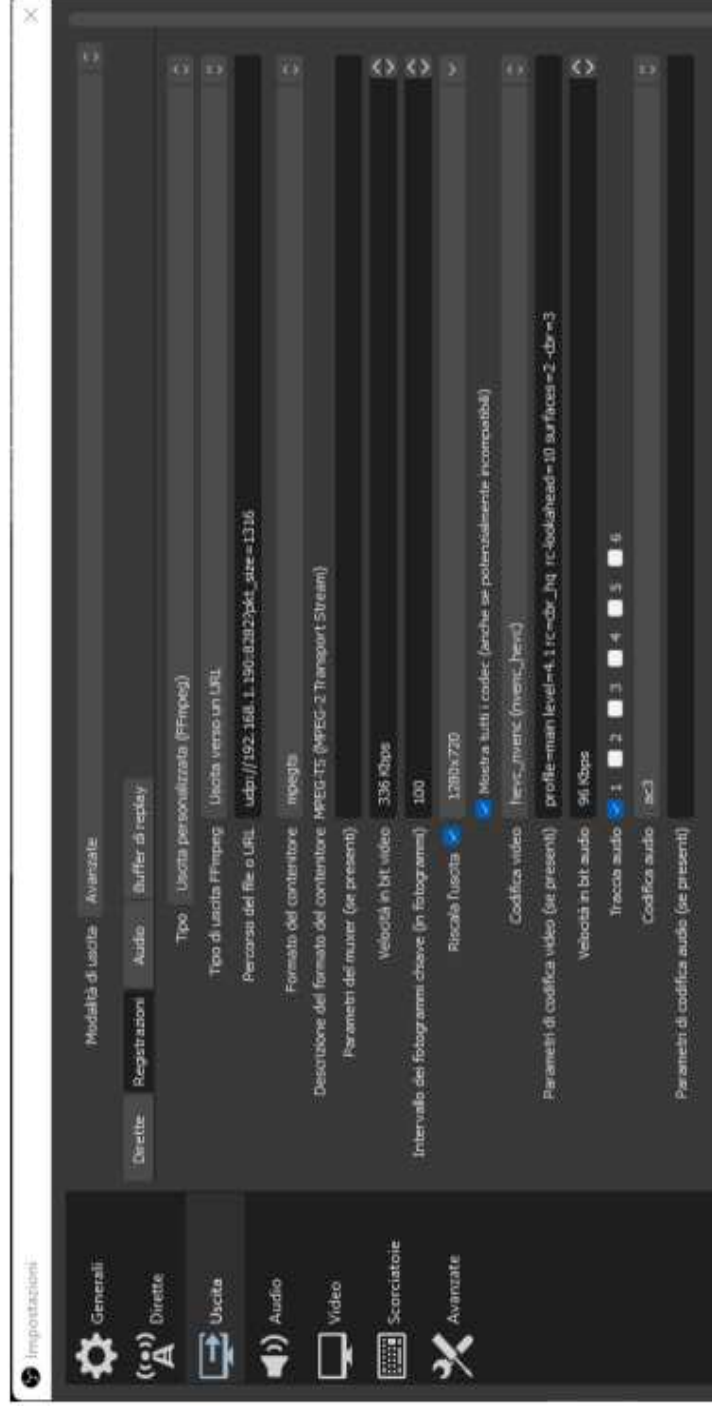 Impostazioni
Generali
Dirette
Uscita
Audio
Video
Scorciatoie
Avanzate
Modalità di uscita Avanzate
Dirette Registrazioni Audio Buffer di replay
Tipo Uscita personalizzata (FFmpeg)
Tipo di uscita FFmpeg Uscita verso un URL
Percorso del file o URL udp://192.168.1.190:8282?pkt_size=1316
Formato del contenitore mpegts
Descrizione del formato del contenitore MPEG-TS (MPEG-2 Transport Stream)
Parametri del muxer (se presenti)
Velocità in bit video 336 Kbps
Intervallo dei fotogrammi chiave (in fotogrammi) 100
Riscala l'uscita 1280x720
Mostra tutti i codec (anche se potenzialmente incompatibili)
Codifica video hevc_nvenc (nvenc_hevc)
Parametri di codifica video (se presenti) profile=man level=4.1 rc=cbr_hq rc-lookahead=10 surfaces=2 -cbr=3
Velocità in bit audio 96 Kbps
Traccia audio 1 2 3 4 5 6
Codifica audio ac3
Parametri di codifica audio (se presenti)